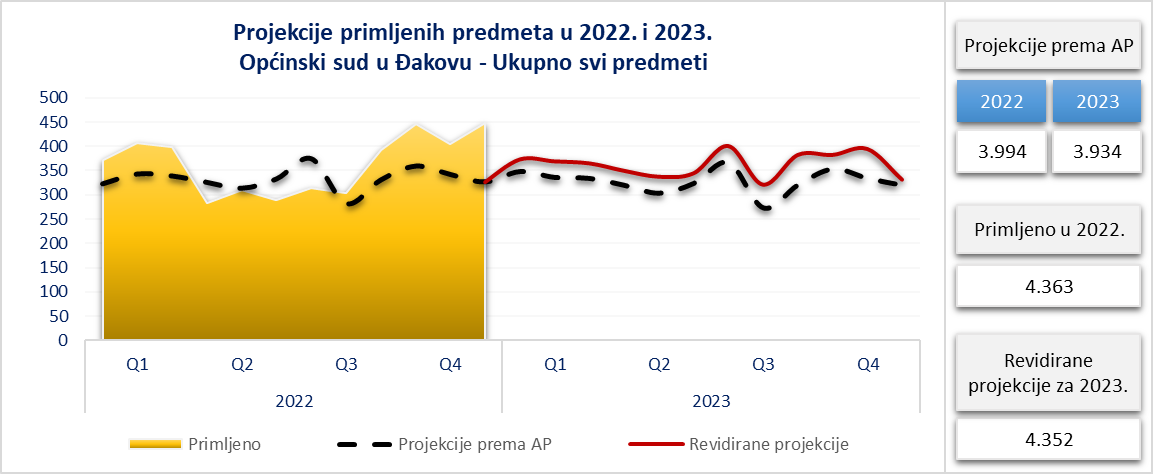 Projekcije primljenih predmeta u 2022. i 2023.
Općinski sud u Đakovu - Ukupno svi predmeti
500
450
400
350
300
250
200
150
100
50
0
Q1
Q2
Q3
Q4
Q1
Q2
Q3
Q4
2022
2023
Primljeno
Projekcije prema AP
Revidirane projekcije
Projekcije prema AP
2022
2023
3.994
3.934
Primljeno u 2022.
4.363
Revidirane
projekcije za 2023.
4.352